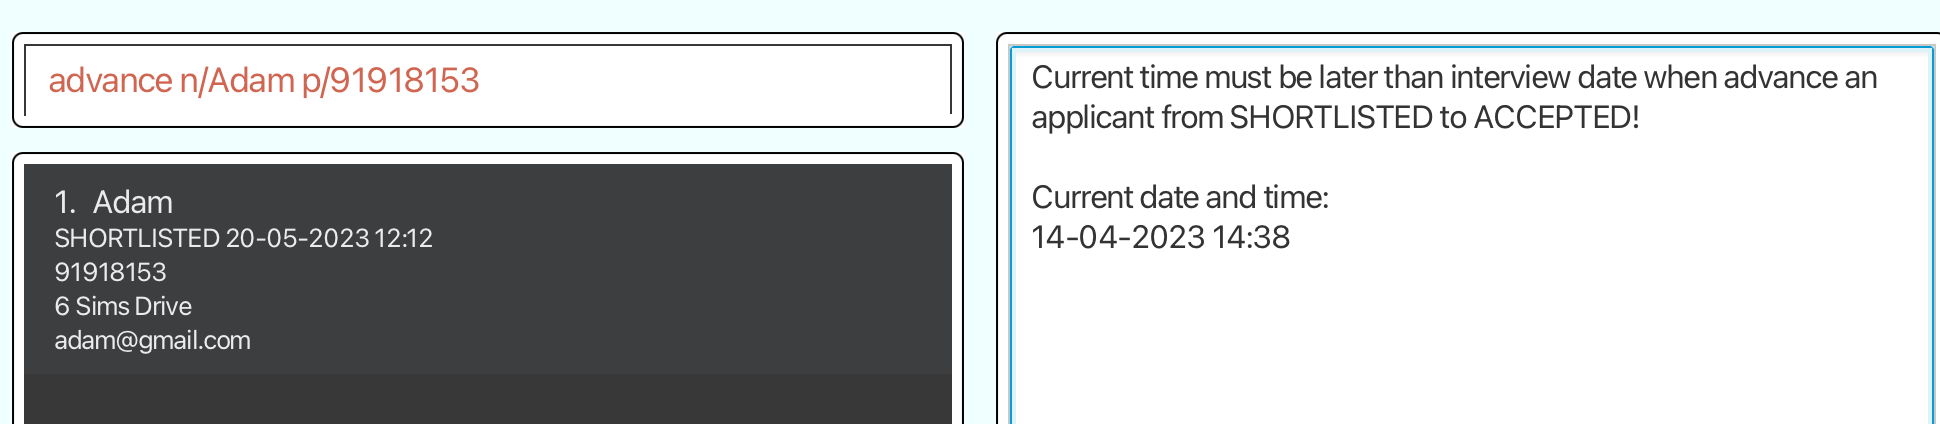 advance n/Adam p/91918153
1. Adam
SHORTLISTED 20-05-2023 12:12
91918153
6 Sims Drive
adam@gmail.com
Current time must be later than interview date when advance an
applicant from SHORTLISTED to ACCEPTED!
Current date and time:
14-04-2023 14:38